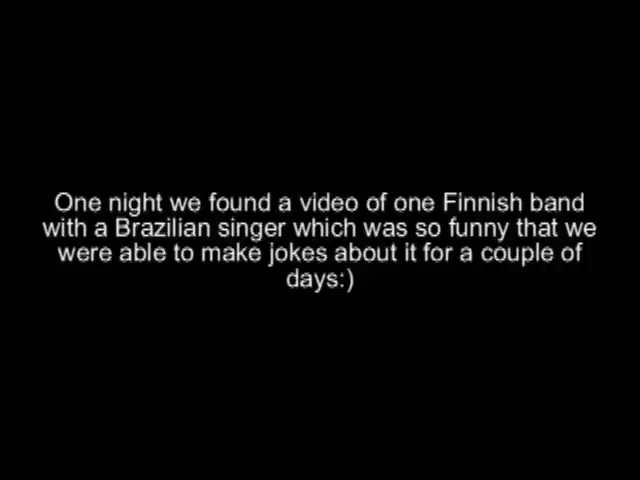 One night we found a video of one Finnish band
with a Brazilian singer which was so funny that we
were able to make jokes about it for a couple of
days:)